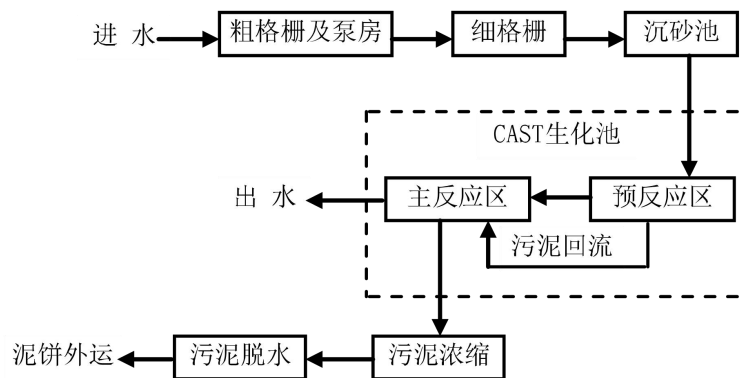 进 水
粗格栅及泵房
细格栅
沉砂池
CAST生化池
出 水
主反应区
预反应区
污泥回流
泥饼外运
污泥脱水
污泥浓缩